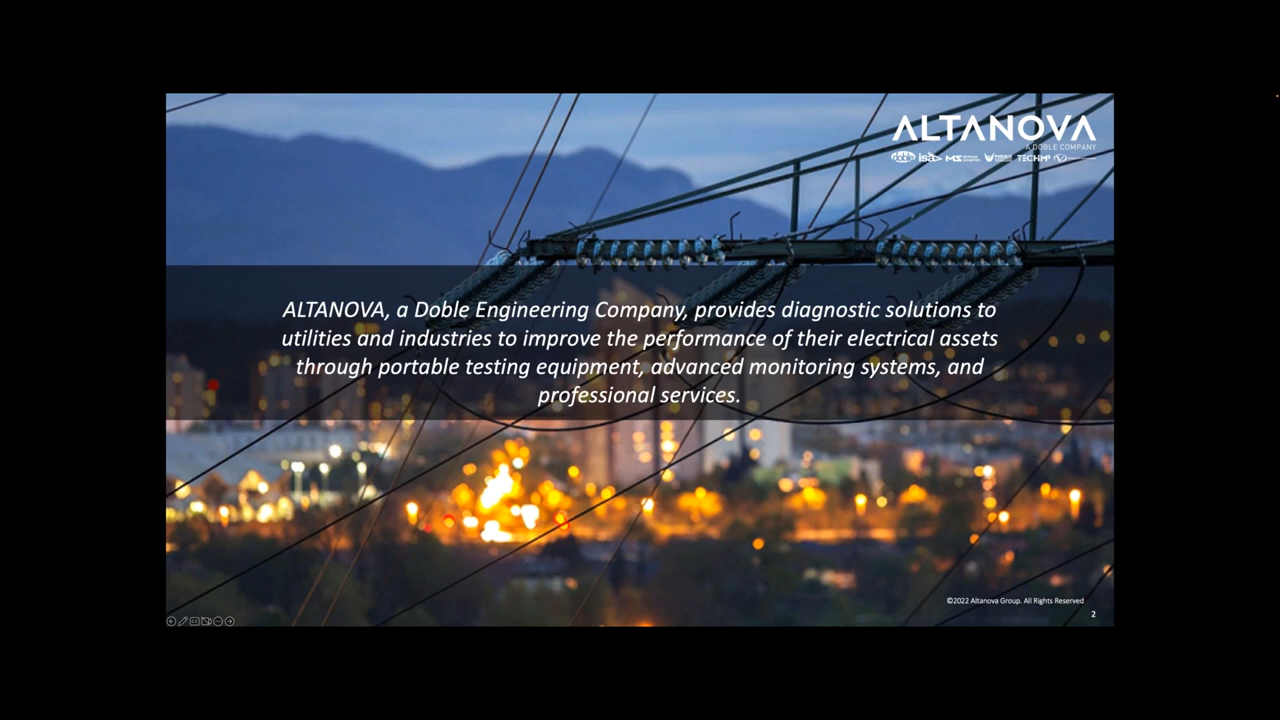 ALTANOVA
A DOBLE COMPANY
isa
TECHIMP
ALTANOVA, a Doble Engineering Company, provides diagnostic solutions to
utilities and industries to improve the performance of their electrical assets
through portable testing equipment, advanced monitoring systems, and
professional services.
©2022 Altanova Group. All Rights Reserved
2